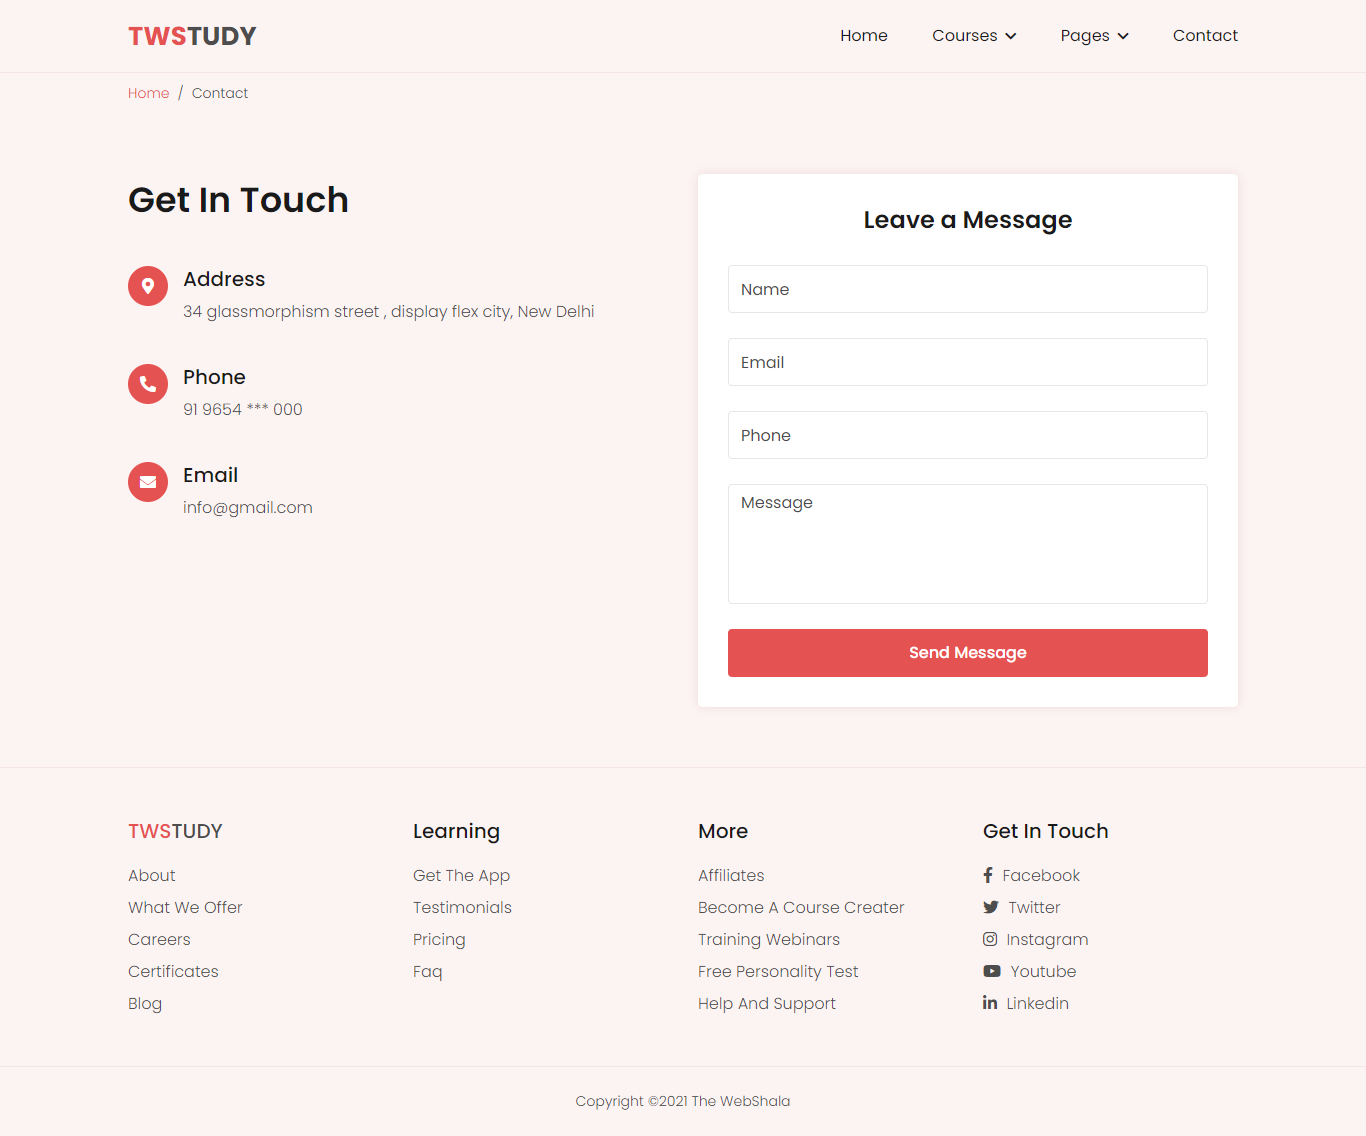 TWSTUDY
Home Courses Pages Contact
Home / Contact
Get In Touch
Address
34 glassmorphism street , display flex city, New Delhi
Phone
91 9654 *** 000
Email
info@gmail.com
Leave a Message
Name
Email
Phone
Message
Send Message
TWSTUDY
About
What We Offer
Careers
Certificates
Blog
Learning
Get The App
Testimonials
Pricing
Faq
More
Affiliates
Become A Course Creater
Training Webinars
Free Personality Test
Help And Support
Get In Touch
Facebook
Twitter
Instagram
Youtube
Linkedin
Copyright ©2021 The WebShala